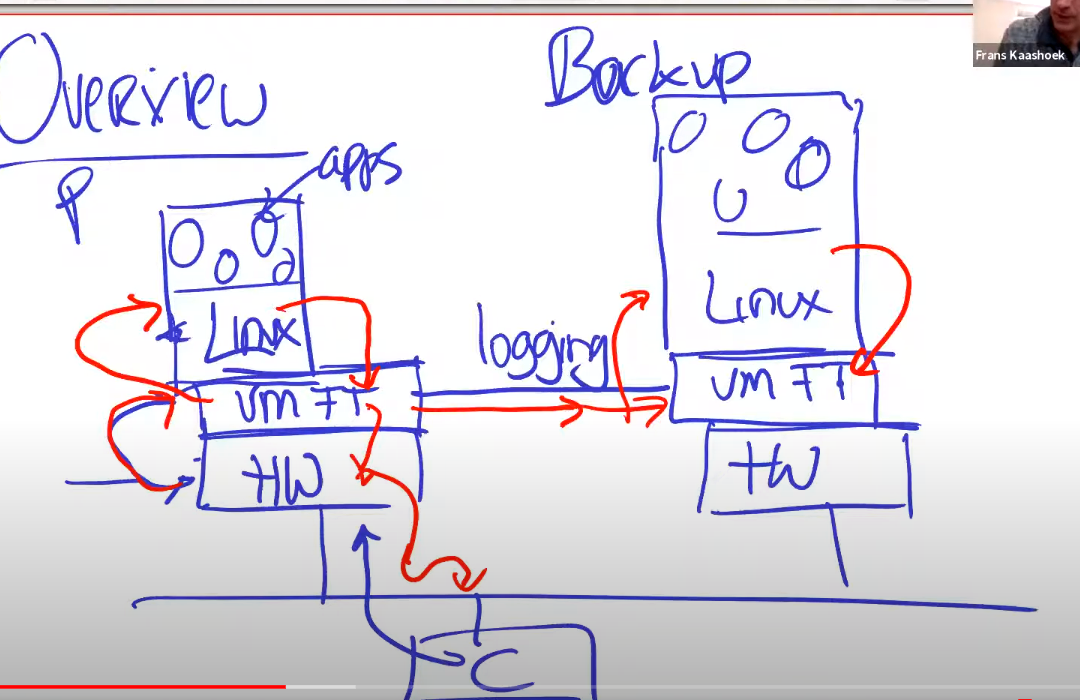 Frans Kaashoek
Overview
Backup
P
apps
Linux
Linux
logging
VM FT
VM FT
HW
HW
C